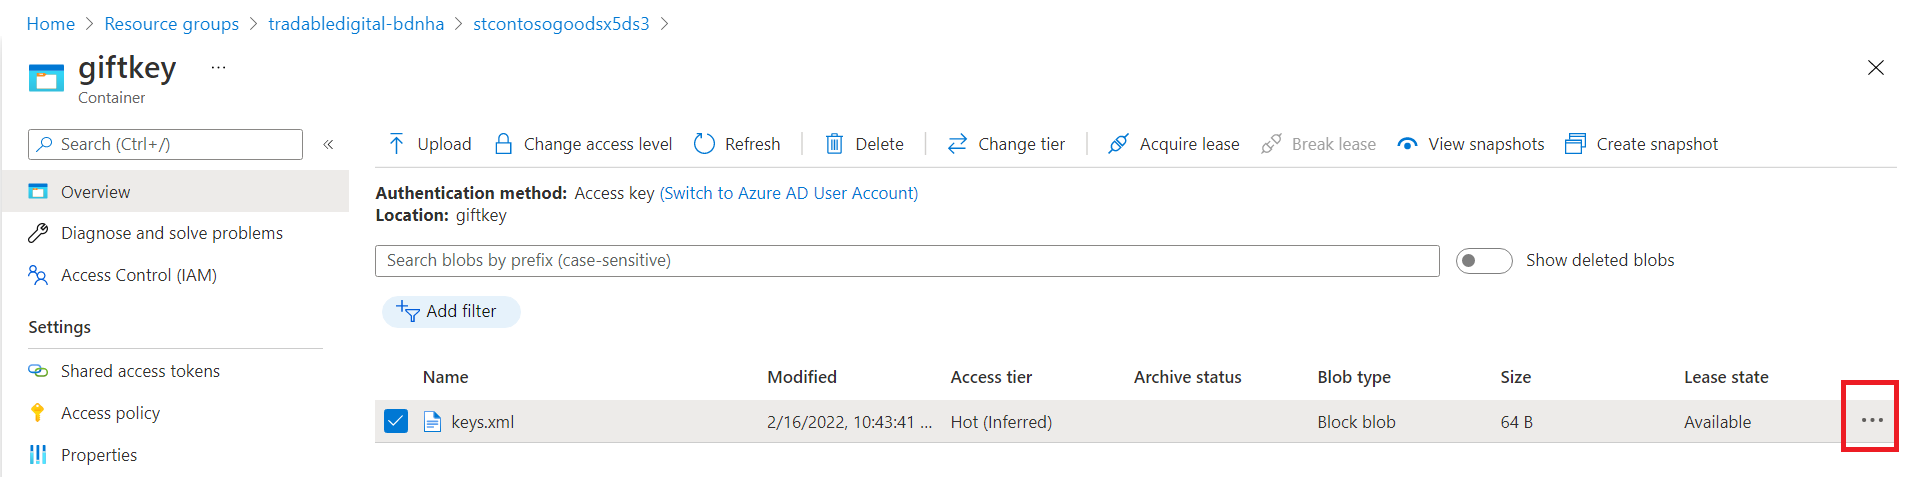 Home > Resource groups > tradabledigital-bdnha > stcontosogoodsx5ds3 >
giftkey ...
Container
Search (Ctrl+/) «
Upload Change access level Refresh Delete Change tier Acquire lease Break lease View snapshots Create snapshot
Overview
Diagnose and solve problems
Access Control (IAM)
Settings
Shared access tokens
Access policy
Properties
Authentication method: Access key (Switch to Azure AD User Account)
Location: giftkey
Search blobs by prefix (case-sensitive) Show deleted blobs
Add filter
Name Modified Access tier Archive status Blob type Size Lease state
keys.xml 2/16/2022, 10:43:41 ... Hot (Inferred) Block blob 64 B Available ...